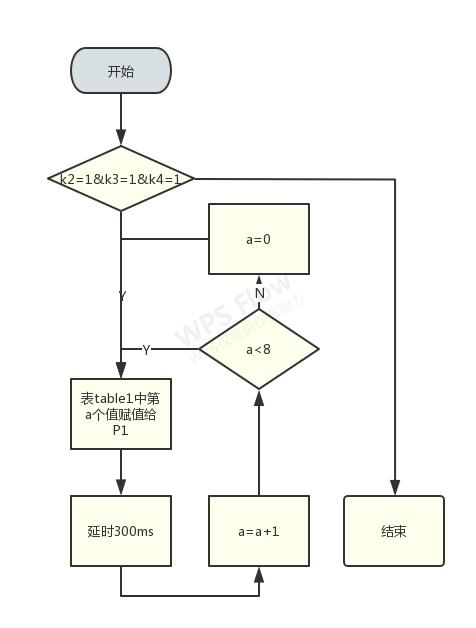 开始
k2=1&k3=1&k4=1
a=0
Y
N
WPS Flow
Y
a<8
表table1中第
a个值赋值给
P1
延时300ms
a=a+1
结束